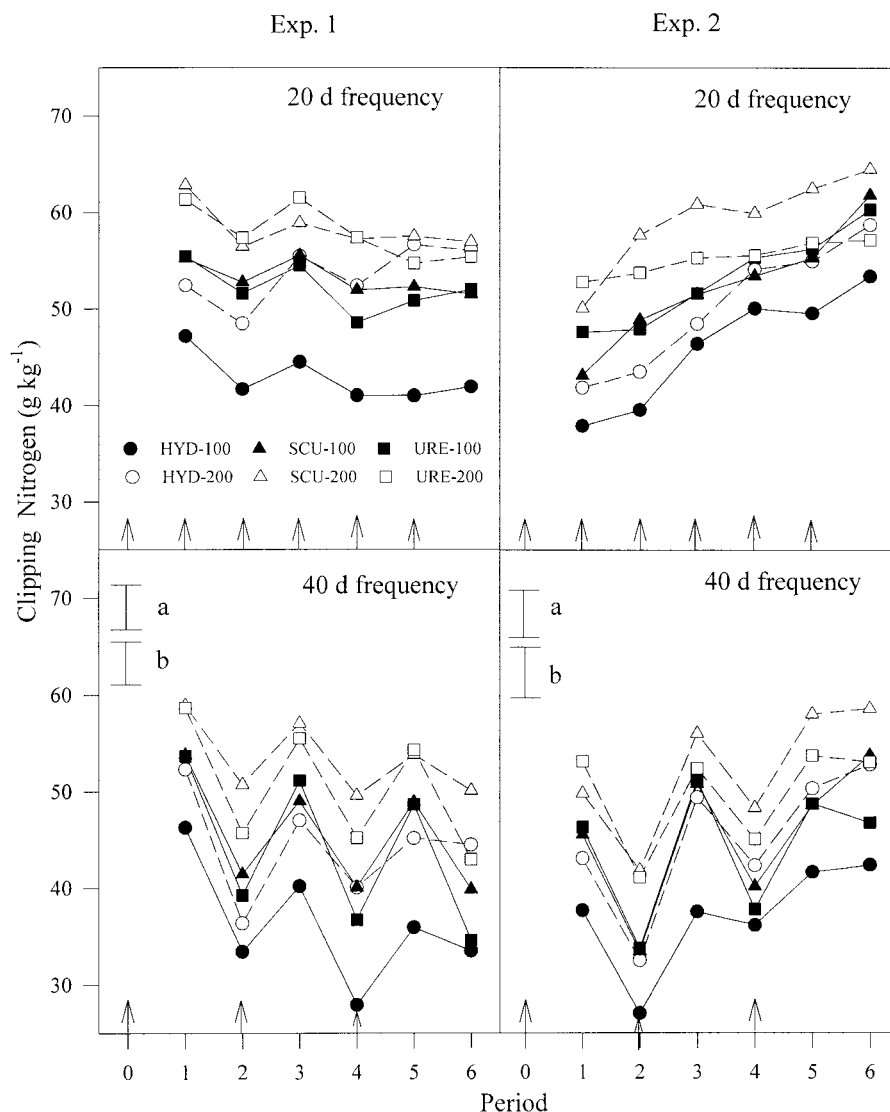 Exp. 1
Exp. 2
20 d frequency
20 d frequency
70
60
50
40
30
HYD-100 SCU-100 URE-100
HYD-200 SCU-200 URE-200
Clipping Nitrogen (g kg-1)
40 d frequency
40 d frequency
70
60
50
40
30
a
b
a
b
0 1 2 3 4 5 6
0 1 2 3 4 5 6
Period